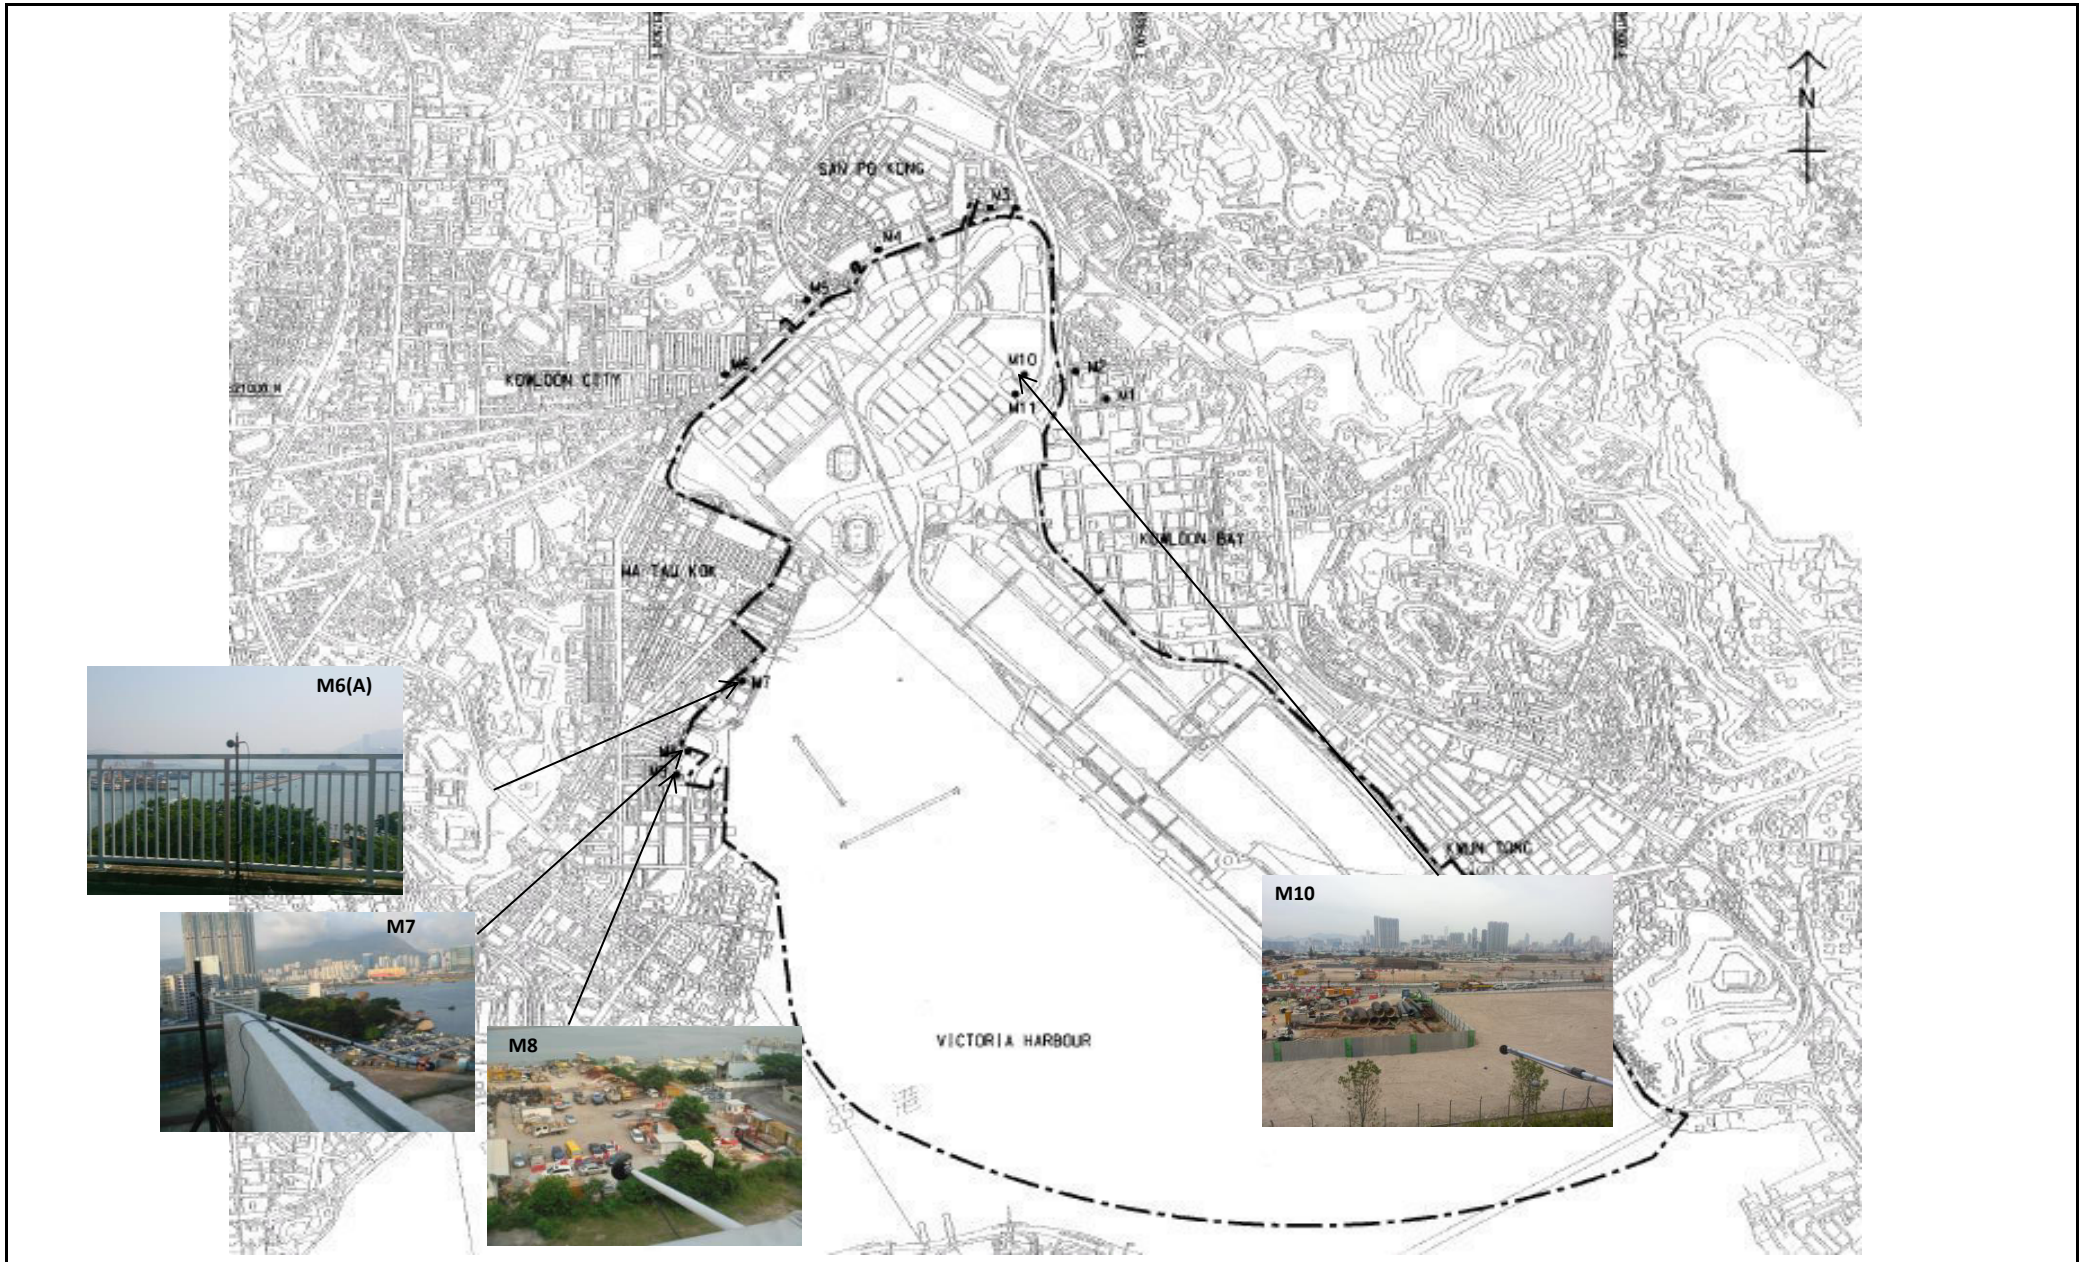 N
SAN PO KONG
M3
M4
M5
M6
KOWLOON CITY
M10
M2
M11
M1
KOWLOON BAY
MA TAU KOK
M6(A)
M7
KWUN TONG
M10
M7
M8
VICTORIA HARBOUR
港